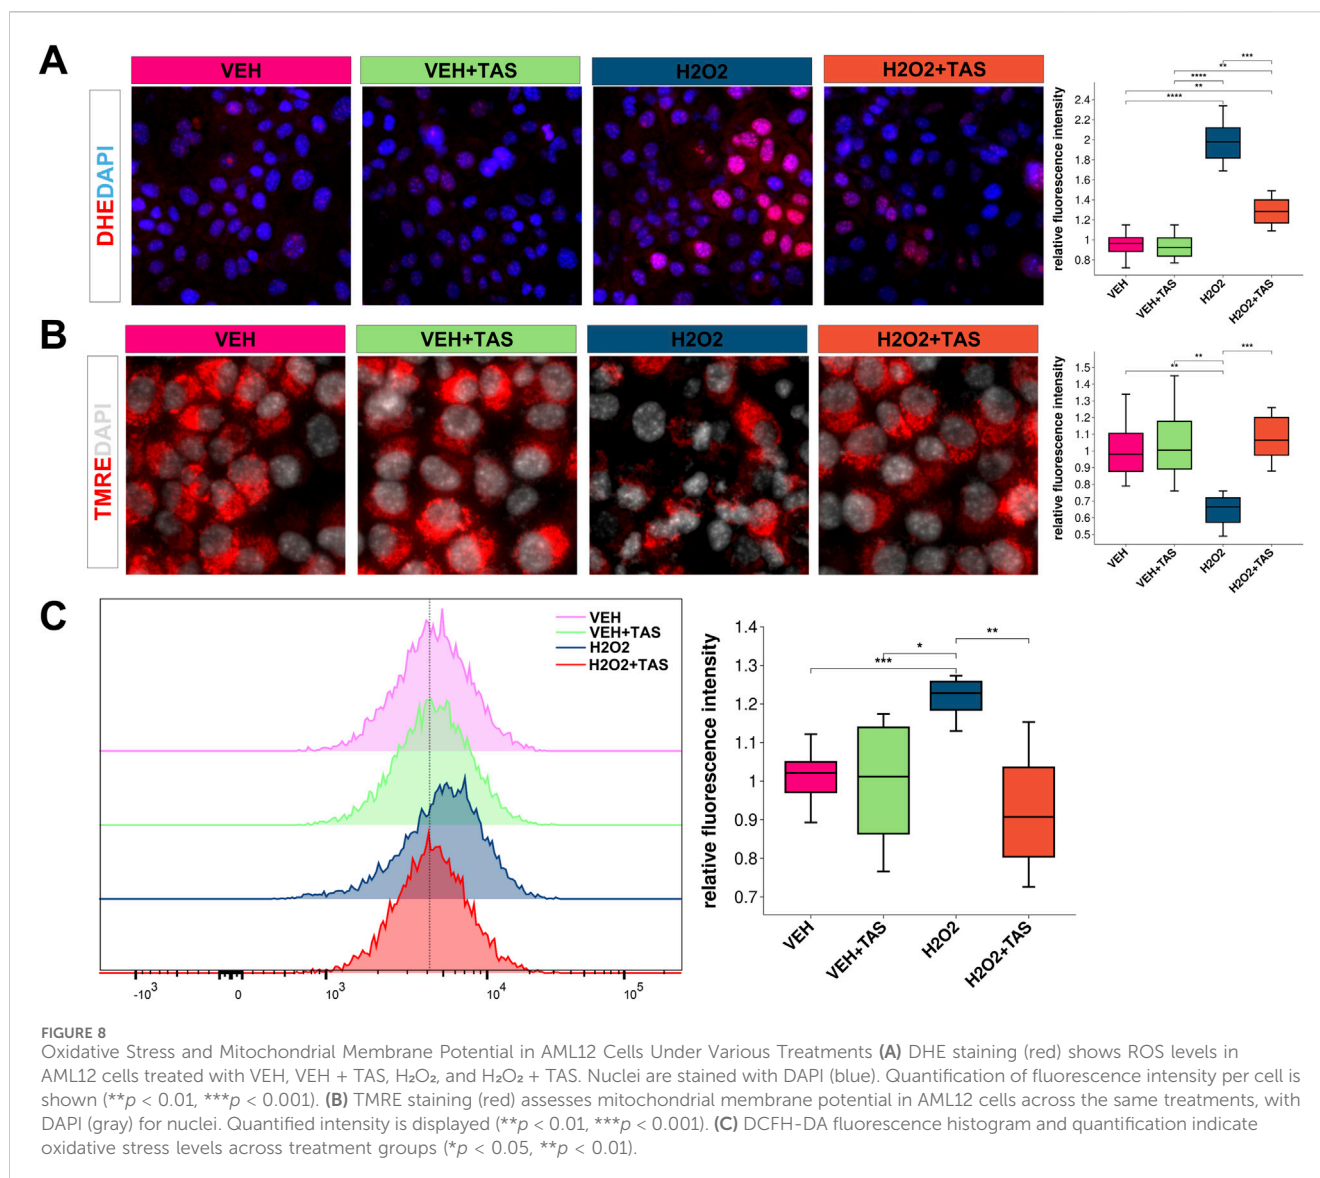 A
VEH
VEH+TAS
H2O2
H2O2+TAS
DHEDAPI
relative fluorescence intensity
2.4
2.2
2
1.8
1.6
1.4
1.2
1
0.8
****
**
****
**
***
VEH
VEH+TAS
H2O2
H2O2+TAS
B
VEH
VEH+TAS
H2O2
H2O2+TAS
TMREDAPI
relative fluorescence intensity
1.5
1.4
1.3
1.2
1.1
1.0
0.9
0.8
0.7
0.6
0.5
**
**
***
VEH
VEH+TAS
H2O2
H2O2+TAS
C
VEH
VEH+TAS
H2O2
H2O2+TAS
-10³
0
10³
10⁴
10⁵
relative fluorescence intensity
1.4
1.3
1.2
1.1
1
0.9
0.8
0.7
***
*
**
VEH
VEH+TAS
H2O2
H2O2+TAS
FIGURE 8
Oxidative Stress and Mitochondrial Membrane Potential in AML12 Cells Under Various Treatments (A) DHE staining (red) shows ROS levels in
AML12 cells treated with VEH, VEH + TAS, H₂O₂, and H₂O₂ + TAS. Nuclei are stained with DAPI (blue). Quantification of fluorescence intensity per cell is
shown (**p < 0.01, ***p < 0.001). (B) TMRE staining (red) assesses mitochondrial membrane potential in AML12 cells across the same treatments, with
DAPI (gray) for nuclei. Quantified intensity is displayed (**p < 0.01, ***p < 0.001). (C) DCFH-DA fluorescence histogram and quantification indicate
oxidative stress levels across treatment groups (*p < 0.05, **p < 0.01).